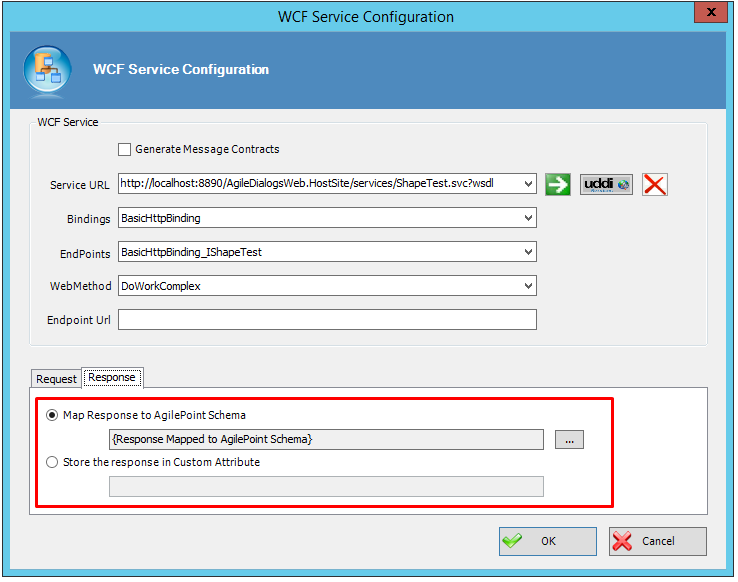 WCF Service Configuration
x
WCF Service Configuration
WCF Service
Generate Message Contracts
Service URL http://localhost:8890/AgileDialogsWeb.HostSite/services/ShapeTest.svc?wsdl uddi
Bindings BasicHttpBinding
EndPoints BasicHttpBinding_IShapeTest
WebMethod DoWorkComplex
Endpoint Url
Request Response
Map Response to AgilePoint Schema
{Response Mapped to AgilePoint Schema} ...
Store the response in Custom Attribute
OK Cancel